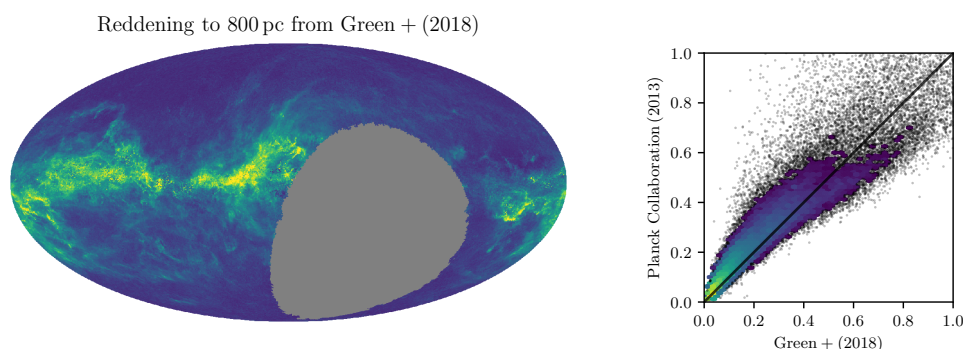 Reddening to 800 pc from Green + (2018)
1.0
0.8
0.6
0.4
0.2
0.0
Planck Collaboration (2013)
0.0 0.2 0.4 0.6 0.8 1.0
Green + (2018)